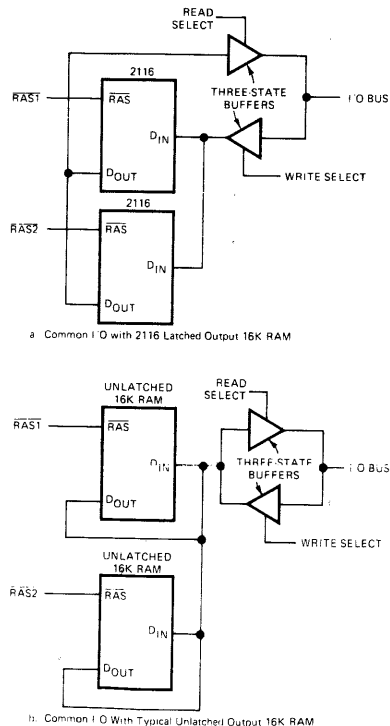 READ
SELECT
2116
RAS1
RAS
THREE-STATE
BUFFERS
DIN
I/O BUS
DOUT
WRITE SELECT
2116
RAS2
RAS
DIN
DOUT
a. Common I/O with 2116 Latched Output 16K RAM
UNLATCHED
16K RAM
READ
SELECT
RAS1
RAS
THREE-STATE
BUFFERS
DIN
I/O BUS
DOUT
WRITE SELECT
UNLATCHED
16K RAM
RAS2
RAS
DIN
DOUT
b. Common I/O With Typical Unlatched Output 16K RAM